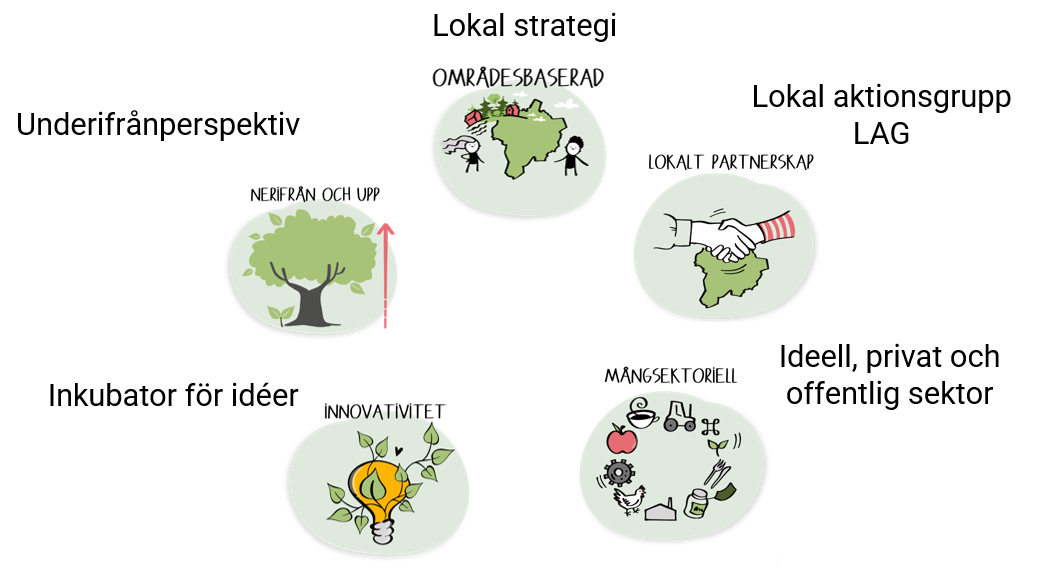 Lokal strategi
OMRÅDESBASERAD
Underifrånperspektiv
Lokal aktionsgrupp
LAG
LOKALT PARTNERSKAP
NERIFRÅN OCH UPP
Ideell, privat och
offentlig sektor
MÅNGSEKTORIELL
Inkubator för idéer
INNOVATIVITET